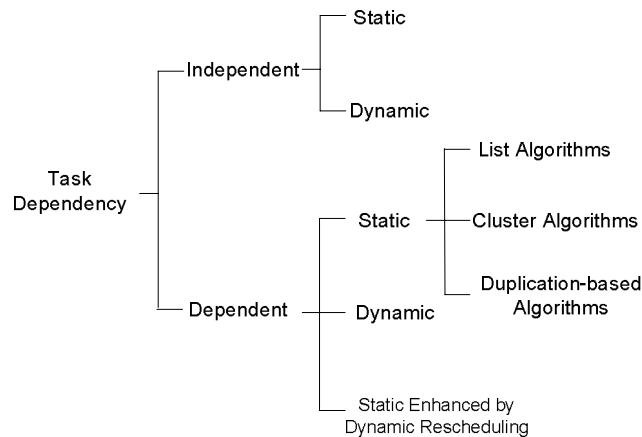 Static
Independent
Dynamic
List Algorithms
Task
Dependency
Static
Cluster Algorithms
Duplication-based
Algorithms
Dependent
Dynamic
Static Enhanced by
Dynamic Rescheduling